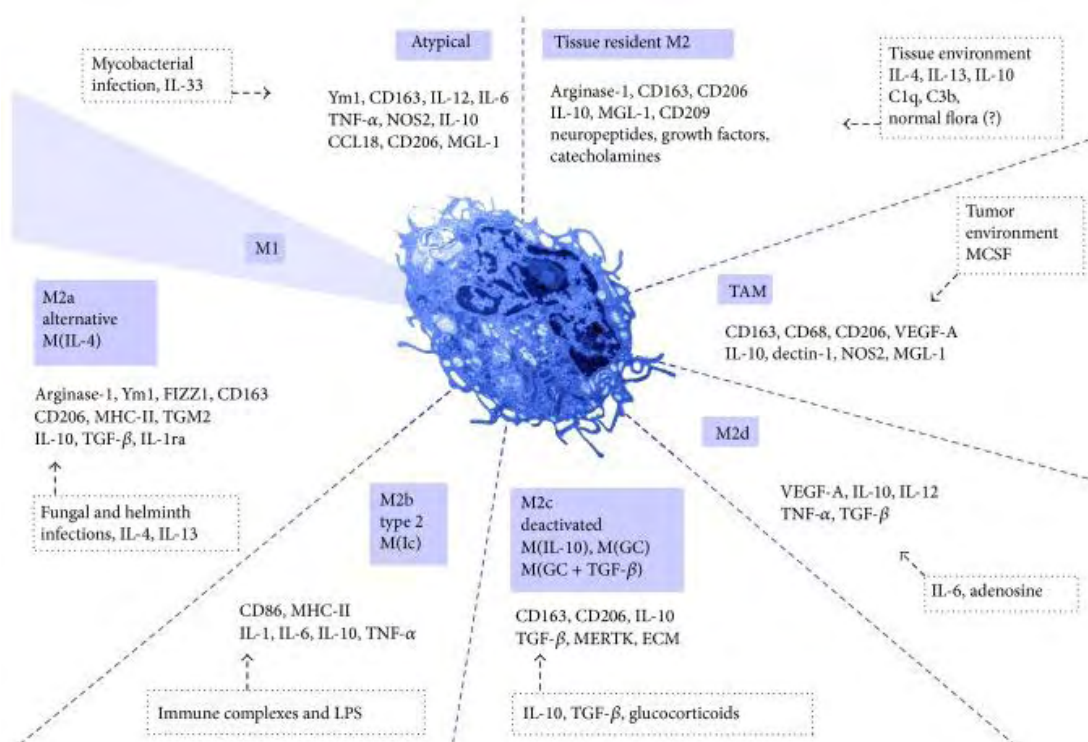 Atypical
Mycobacterial
infection, IL-33
Ym1, CD163, IL-12, IL-6
TNF-α, NOS2, IL-10
CCL18, CD206, MGL-1
Tissue resident M2
Arginase-1, CD163, CD206
IL-10, MGL-1, CD209
neuropeptides, growth factors,
catecholamines
Tissue environment
IL-4, IL-13, IL-10
C1q, C3b,
normal flora (?)
Tumor
environment
MCSF
TAM
CD163, CD68, CD206, VEGF-A
IL-10, dectin-1, NOS2, MGL-1
M1
M2a
alternative
M(IL-4)
Arginase-1, Ym1, FIZZ1, CD163
CD206, MHC-II, TGM2
IL-10, TGF-β, IL-1ra
Fungal and helminth
infections, IL-4, IL-13
M2b
type 2
M(Ic)
CD86, MHC-II
IL-1, IL-6, IL-10, TNF-α
Immune complexes and LPS
M2c
deactivated
M(IL-10), M(GC)
M(GC + TGF-β)
CD163, CD206, IL-10
TGF-β, MERTK, ECM
IL-10, TGF-β, glucocorticoids
M2d
VEGF-A, IL-10, IL-12
TNF-α, TGF-β
IL-6, adenosine